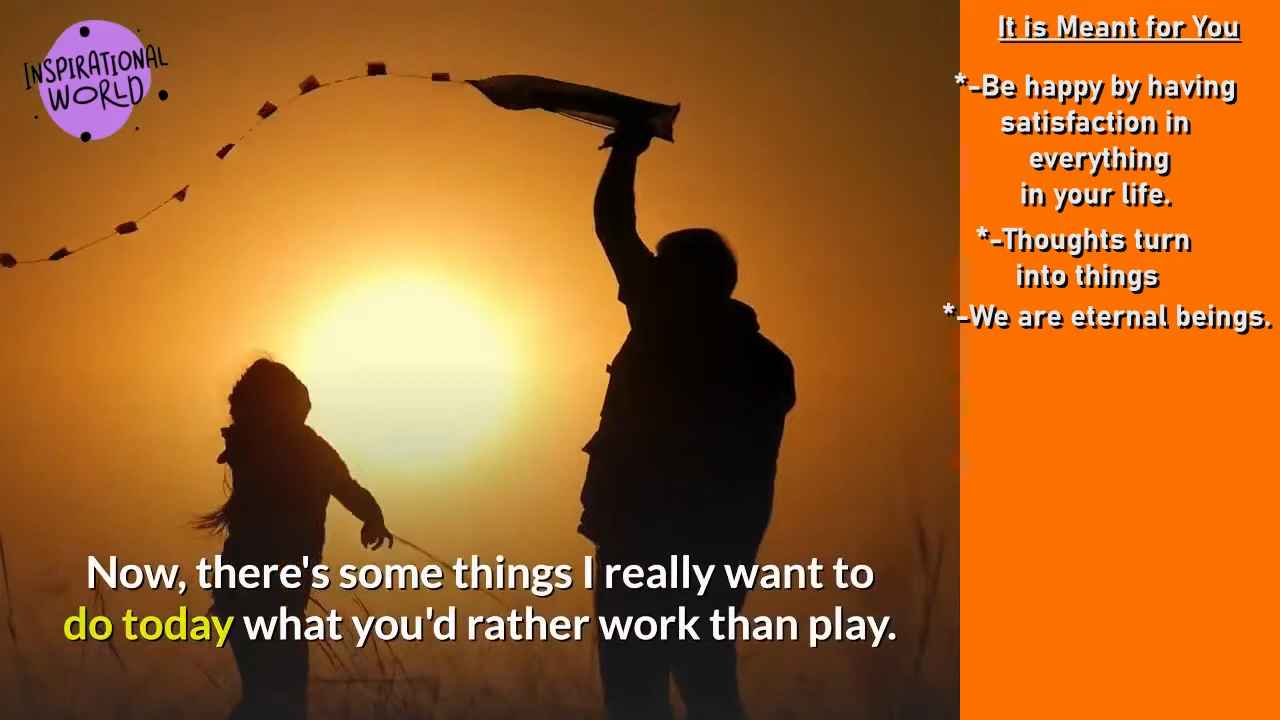 INSPIRATIONAL
WORLD
It is Meant for You
*-Be happy by having
satisfaction in
everything
in your life.
*-Thoughts turn
into things
*-We are eternal beings.
Now, there's some things I really want to
do today what you'd rather work than play.